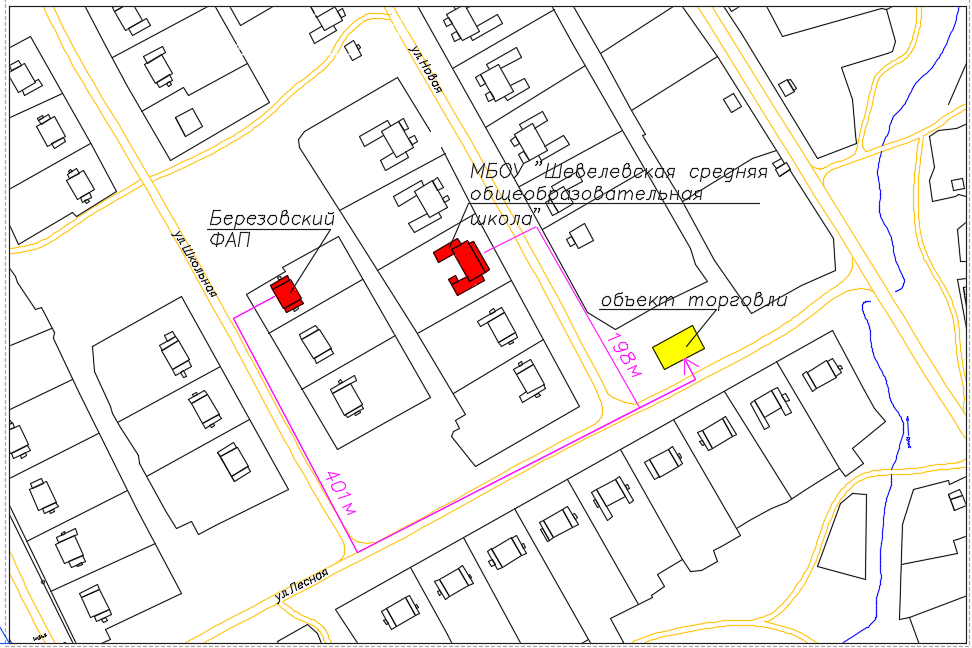 ул.Новая
МБОУ "Шевелевская средняя
общеобразовательная
школа"
Березовский
ФАП
ул.Школьная
объект торговли
198м
401м
ул.Лесная